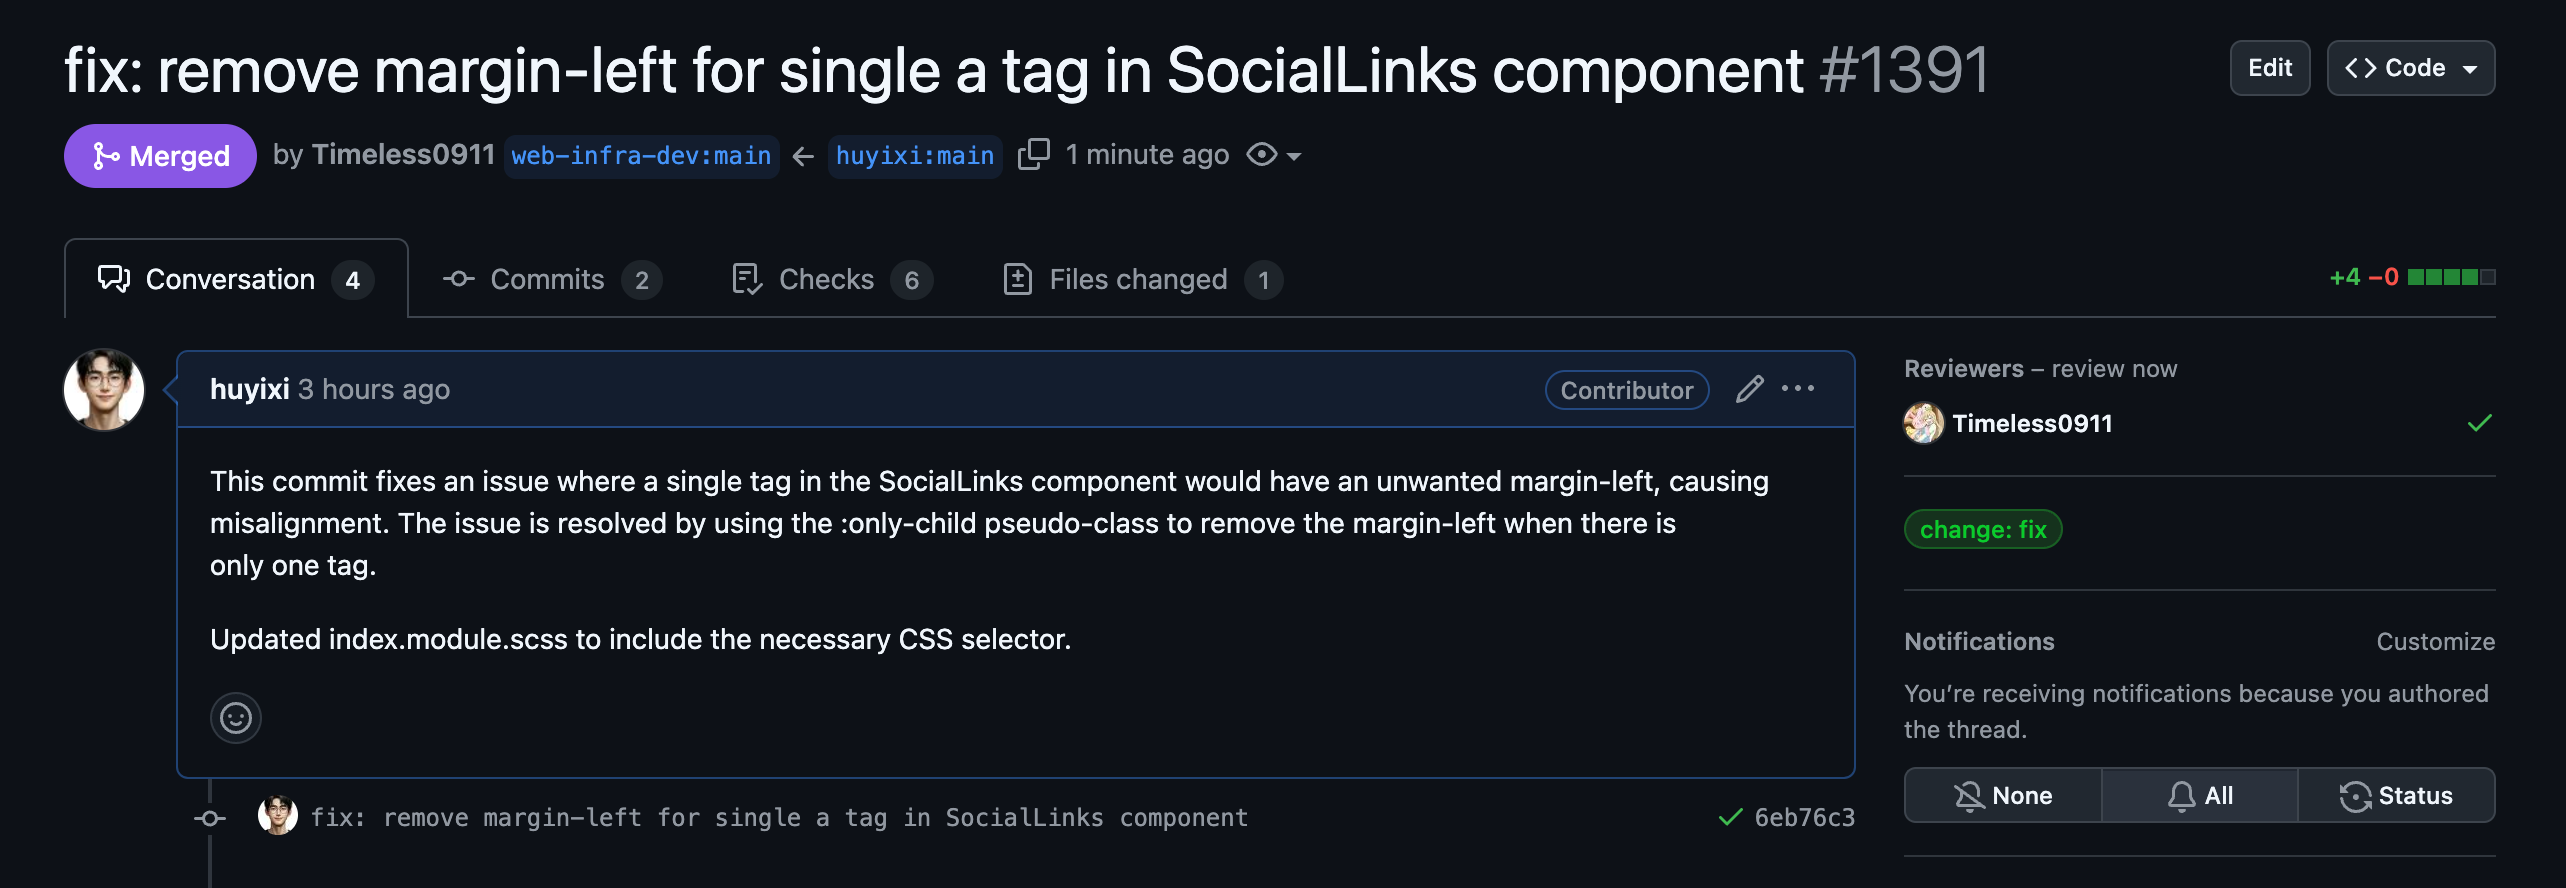 fix: remove margin-left for single a tag in SocialLinks component #1391
Edit
<> Code
Merged
by Timeless0911 web-infra-dev:main ← huyixi:main 1 minute ago
Conversation 4
Commits 2
Checks 6
Files changed 1
+4 −0
huyixi 3 hours ago
Contributor
This commit fixes an issue where a single tag in the SocialLinks component would have an unwanted margin-left, causing
misalignment. The issue is resolved by using the :only-child pseudo-class to remove the margin-left when there is
only one tag.
Updated index.module.scss to include the necessary CSS selector.
fix: remove margin-left for single a tag in SocialLinks component
6eb76c3
Reviewers – review now
Timeless0911
change: fix
Notifications
Customize
You’re receiving notifications because you authored
the thread.
None
All
Status